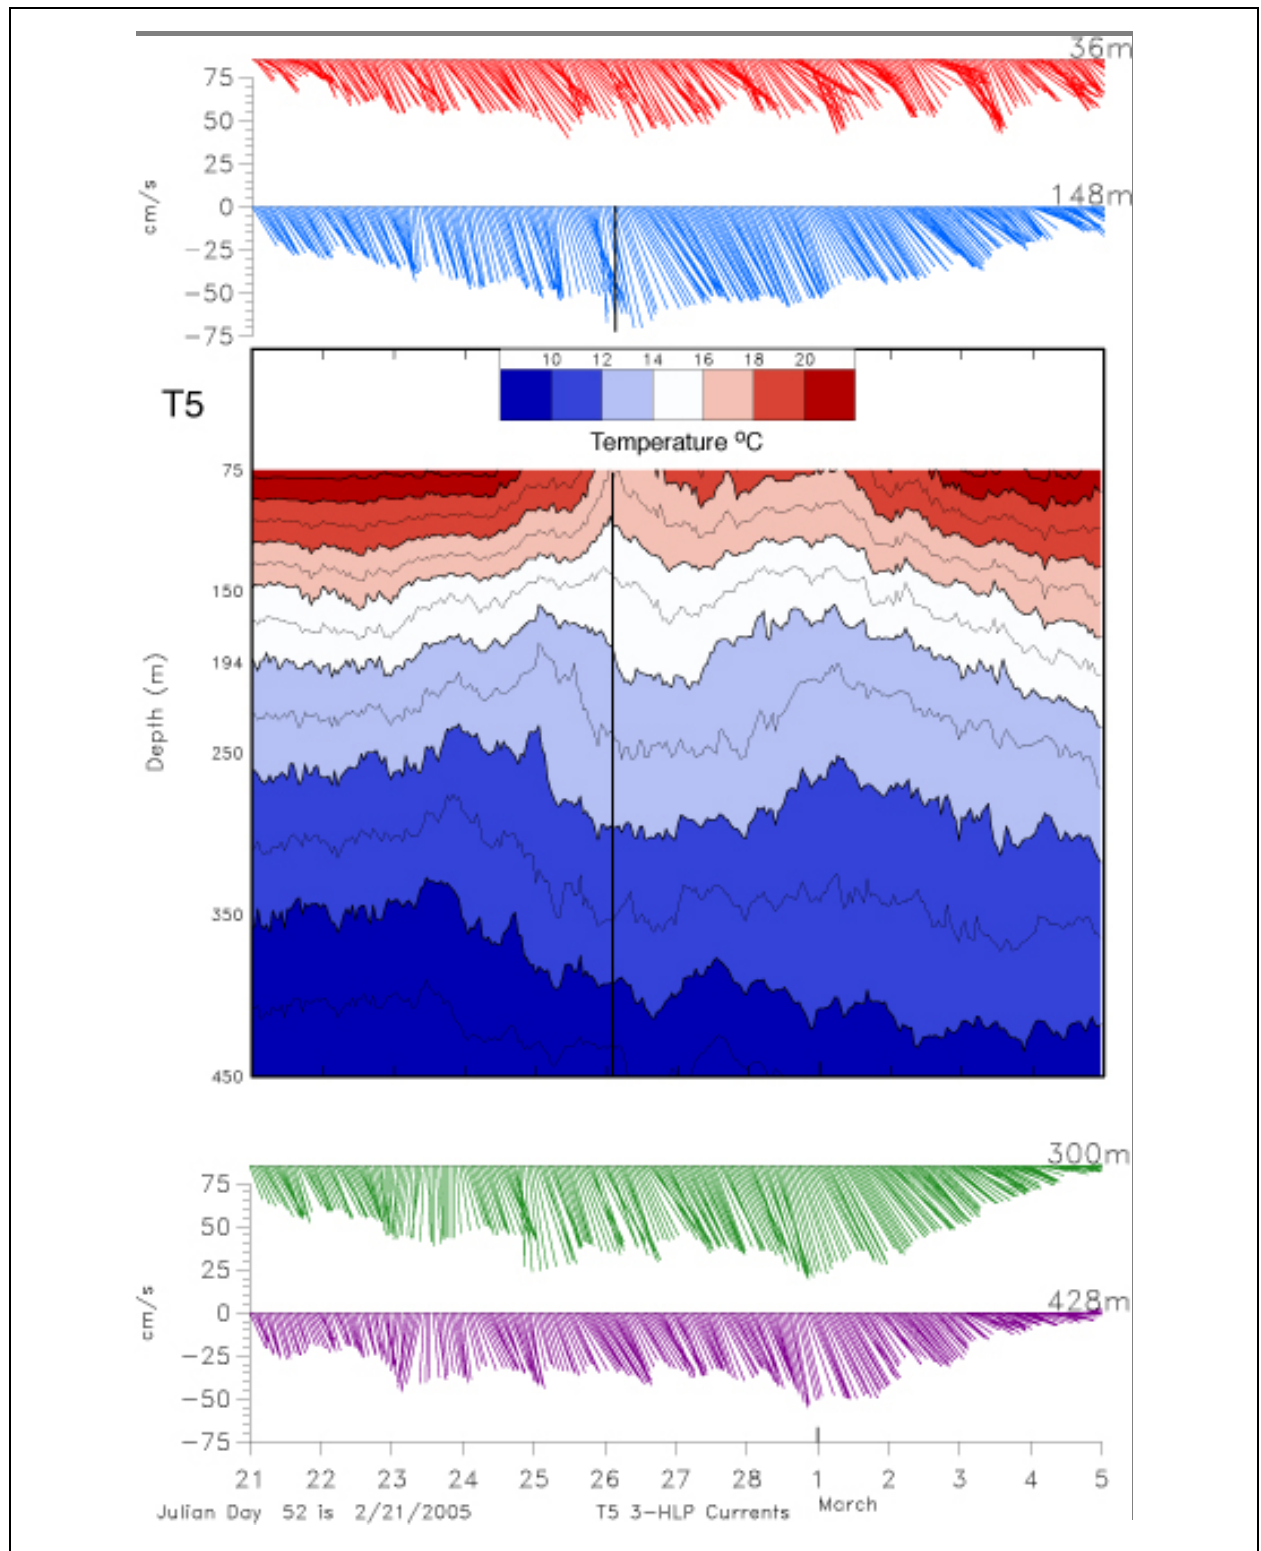 36m
75
50
25
148m
0
cm/s
−25
−50
−75
10 12 14 16 18 20
T5
Temperature ºC
75
150
194
Depth (m)
250
350
450
300m
75
50
25
428m
0
cm/s
−25
−50
−75
21 22 23 24 25 26 27 28 1 2 3 4 5
March
Julian Day 52 is 2/21/2005 T5 3−HLP Currents